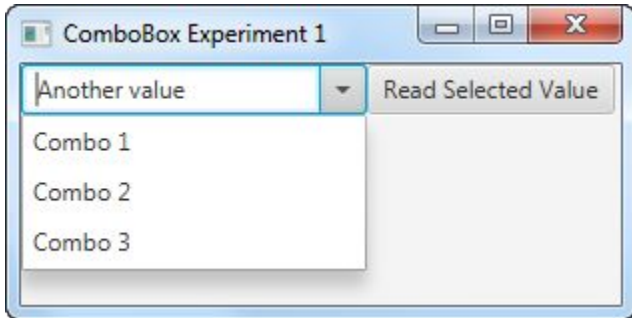 ComboBox Experiment 1
Another value Read Selected Value
Combo 1
Combo 2
Combo 3